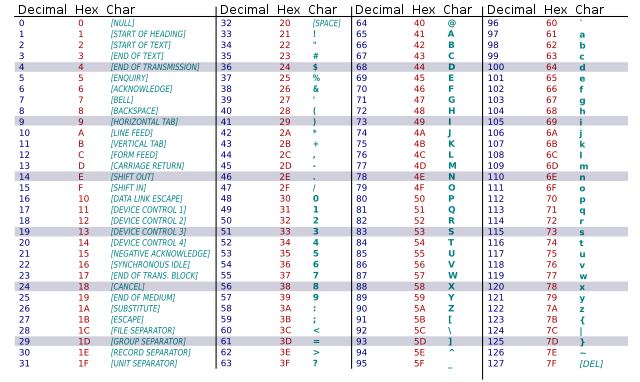 Decimal Hex Char Decimal Hex Char Decimal Hex Char Decimal Hex Char
0 0 [NULL] 32 20 [SPACE] 64 40 @ 96 60 `
1 1 [START OF HEADING] 33 21 ! 65 41 A 97 61 a
2 2 [START OF TEXT] 34 22 " 66 42 B 98 62 b
3 3 [END OF TEXT] 35 23 # 67 43 C 99 63 c
4 4 [END OF TRANSMISSION] 36 24 $ 68 44 D 100 64 d
5 5 [ENQUIRY] 37 25 % 69 45 E 101 65 e
6 6 [ACKNOWLEDGE] 38 26 & 70 46 F 102 66 f
7 7 [BELL] 39 27 ' 71 47 G 103 67 g
8 8 [BACKSPACE] 40 28 ( 72 48 H 104 68 h
9 9 [HORIZONTAL TAB] 41 29 ) 73 49 I 105 69 i
10 A [LINE FEED] 42 2A * 74 4A J 106 6A j
11 B [VERTICAL TAB] 43 2B + 75 4B K 107 6B k
12 C [FORM FEED] 44 2C , 76 4C L 108 6C l
13 D [CARRIAGE RETURN] 45 2D - 77 4D M 109 6D m
14 E [SHIFT OUT] 46 2E . 78 4E N 110 6E n
15 F [SHIFT IN] 47 2F / 79 4F O 111 6F o
16 10 [DATA LINK ESCAPE] 48 30 0 80 50 P 112 70 p
17 11 [DEVICE CONTROL 1] 49 31 1 81 51 Q 113 71 q
18 12 [DEVICE CONTROL 2] 50 32 2 82 52 R 114 72 r
19 13 [DEVICE CONTROL 3] 51 33 3 83 53 S 115 73 s
20 14 [DEVICE CONTROL 4] 52 34 4 84 54 T 116 74 t
21 15 [NEGATIVE ACKNOWLEDGE] 53 35 5 85 55 U 117 75 u
22 16 [SYNCHRONOUS IDLE] 54 36 6 86 56 V 118 76 v
23 17 [END OF TRANS. BLOCK] 55 37 7 87 57 W 119 77 w
24 18 [CANCEL] 56 38 8 88 58 X 120 78 x
25 19 [END OF MEDIUM] 57 39 9 89 59 Y 121 79 y
26 1A [SUBSTITUTE] 58 3A : 90 5A Z 122 7A z
27 1B [ESCAPE] 59 3B ; 91 5B [ 123 7B {
28 1C [FILE SEPARATOR] 60 3C < 92 5C \ 124 7C |
29 1D [GROUP SEPARATOR] 61 3D = 93 5D ] 125 7D }
30 1E [RECORD SEPARATOR] 62 3E > 94 5E ^ 126 7E ~
31 1F [UNIT SEPARATOR] 63 3F ? 95 5F _ 127 7F [DEL]